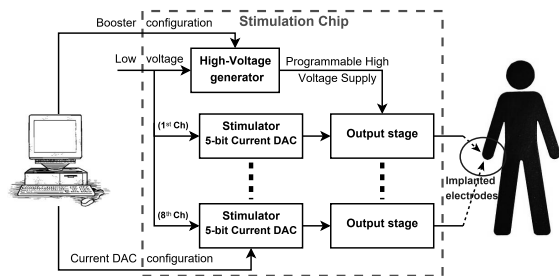 Stimulation Chip
Booster configuration
Low voltage
High-Voltage
generator
Programmable High
Voltage Supply
(1st Ch)
Stimulator
5-bit Current DAC
Output stage
Implanted
electrodes
(8th Ch)
Stimulator
5-bit Current DAC
Output stage
Current DAC configuration